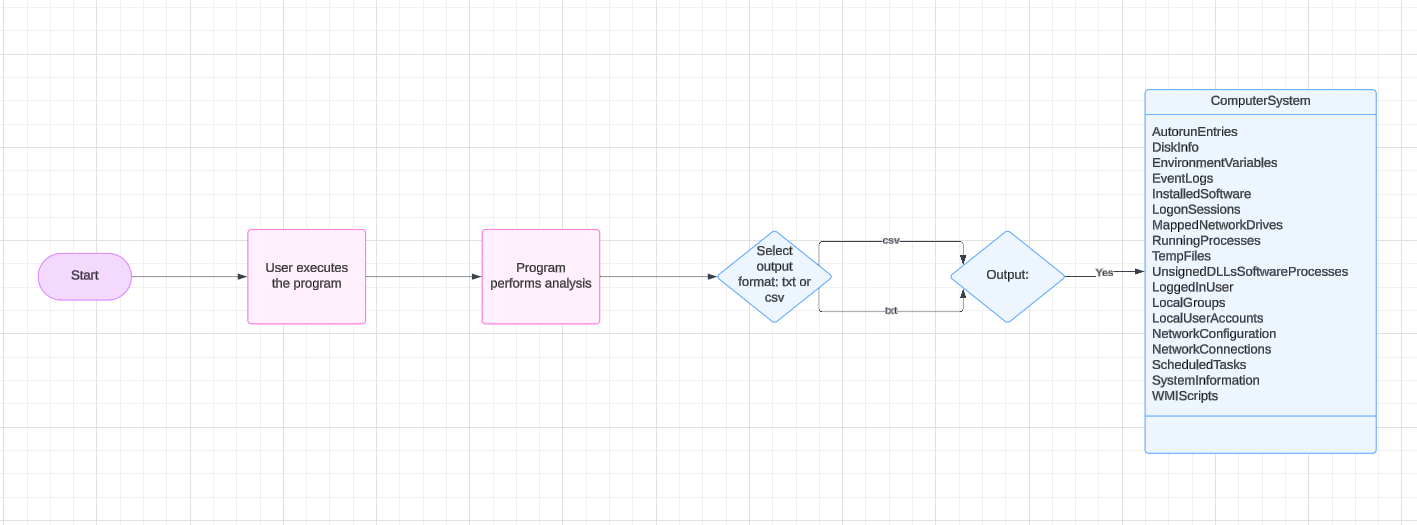 Start
User executes
the program
Program
performs analysis
Select
output
format: txt or
csv
csv
txt
Output:
Yes
ComputerSystem
AutorunEntries
DiskInfo
EnvironmentVariables
EventLogs
InstalledSoftware
LogonSessions
MappedNetworkDrives
RunningProcesses
TempFiles
UnsignedDLLsSoftwareProcesses
LoggedInUser
LocalGroups
LocalUserAccounts
NetworkConfiguration
NetworkConnections
ScheduledTasks
SystemInformation
WMIScripts